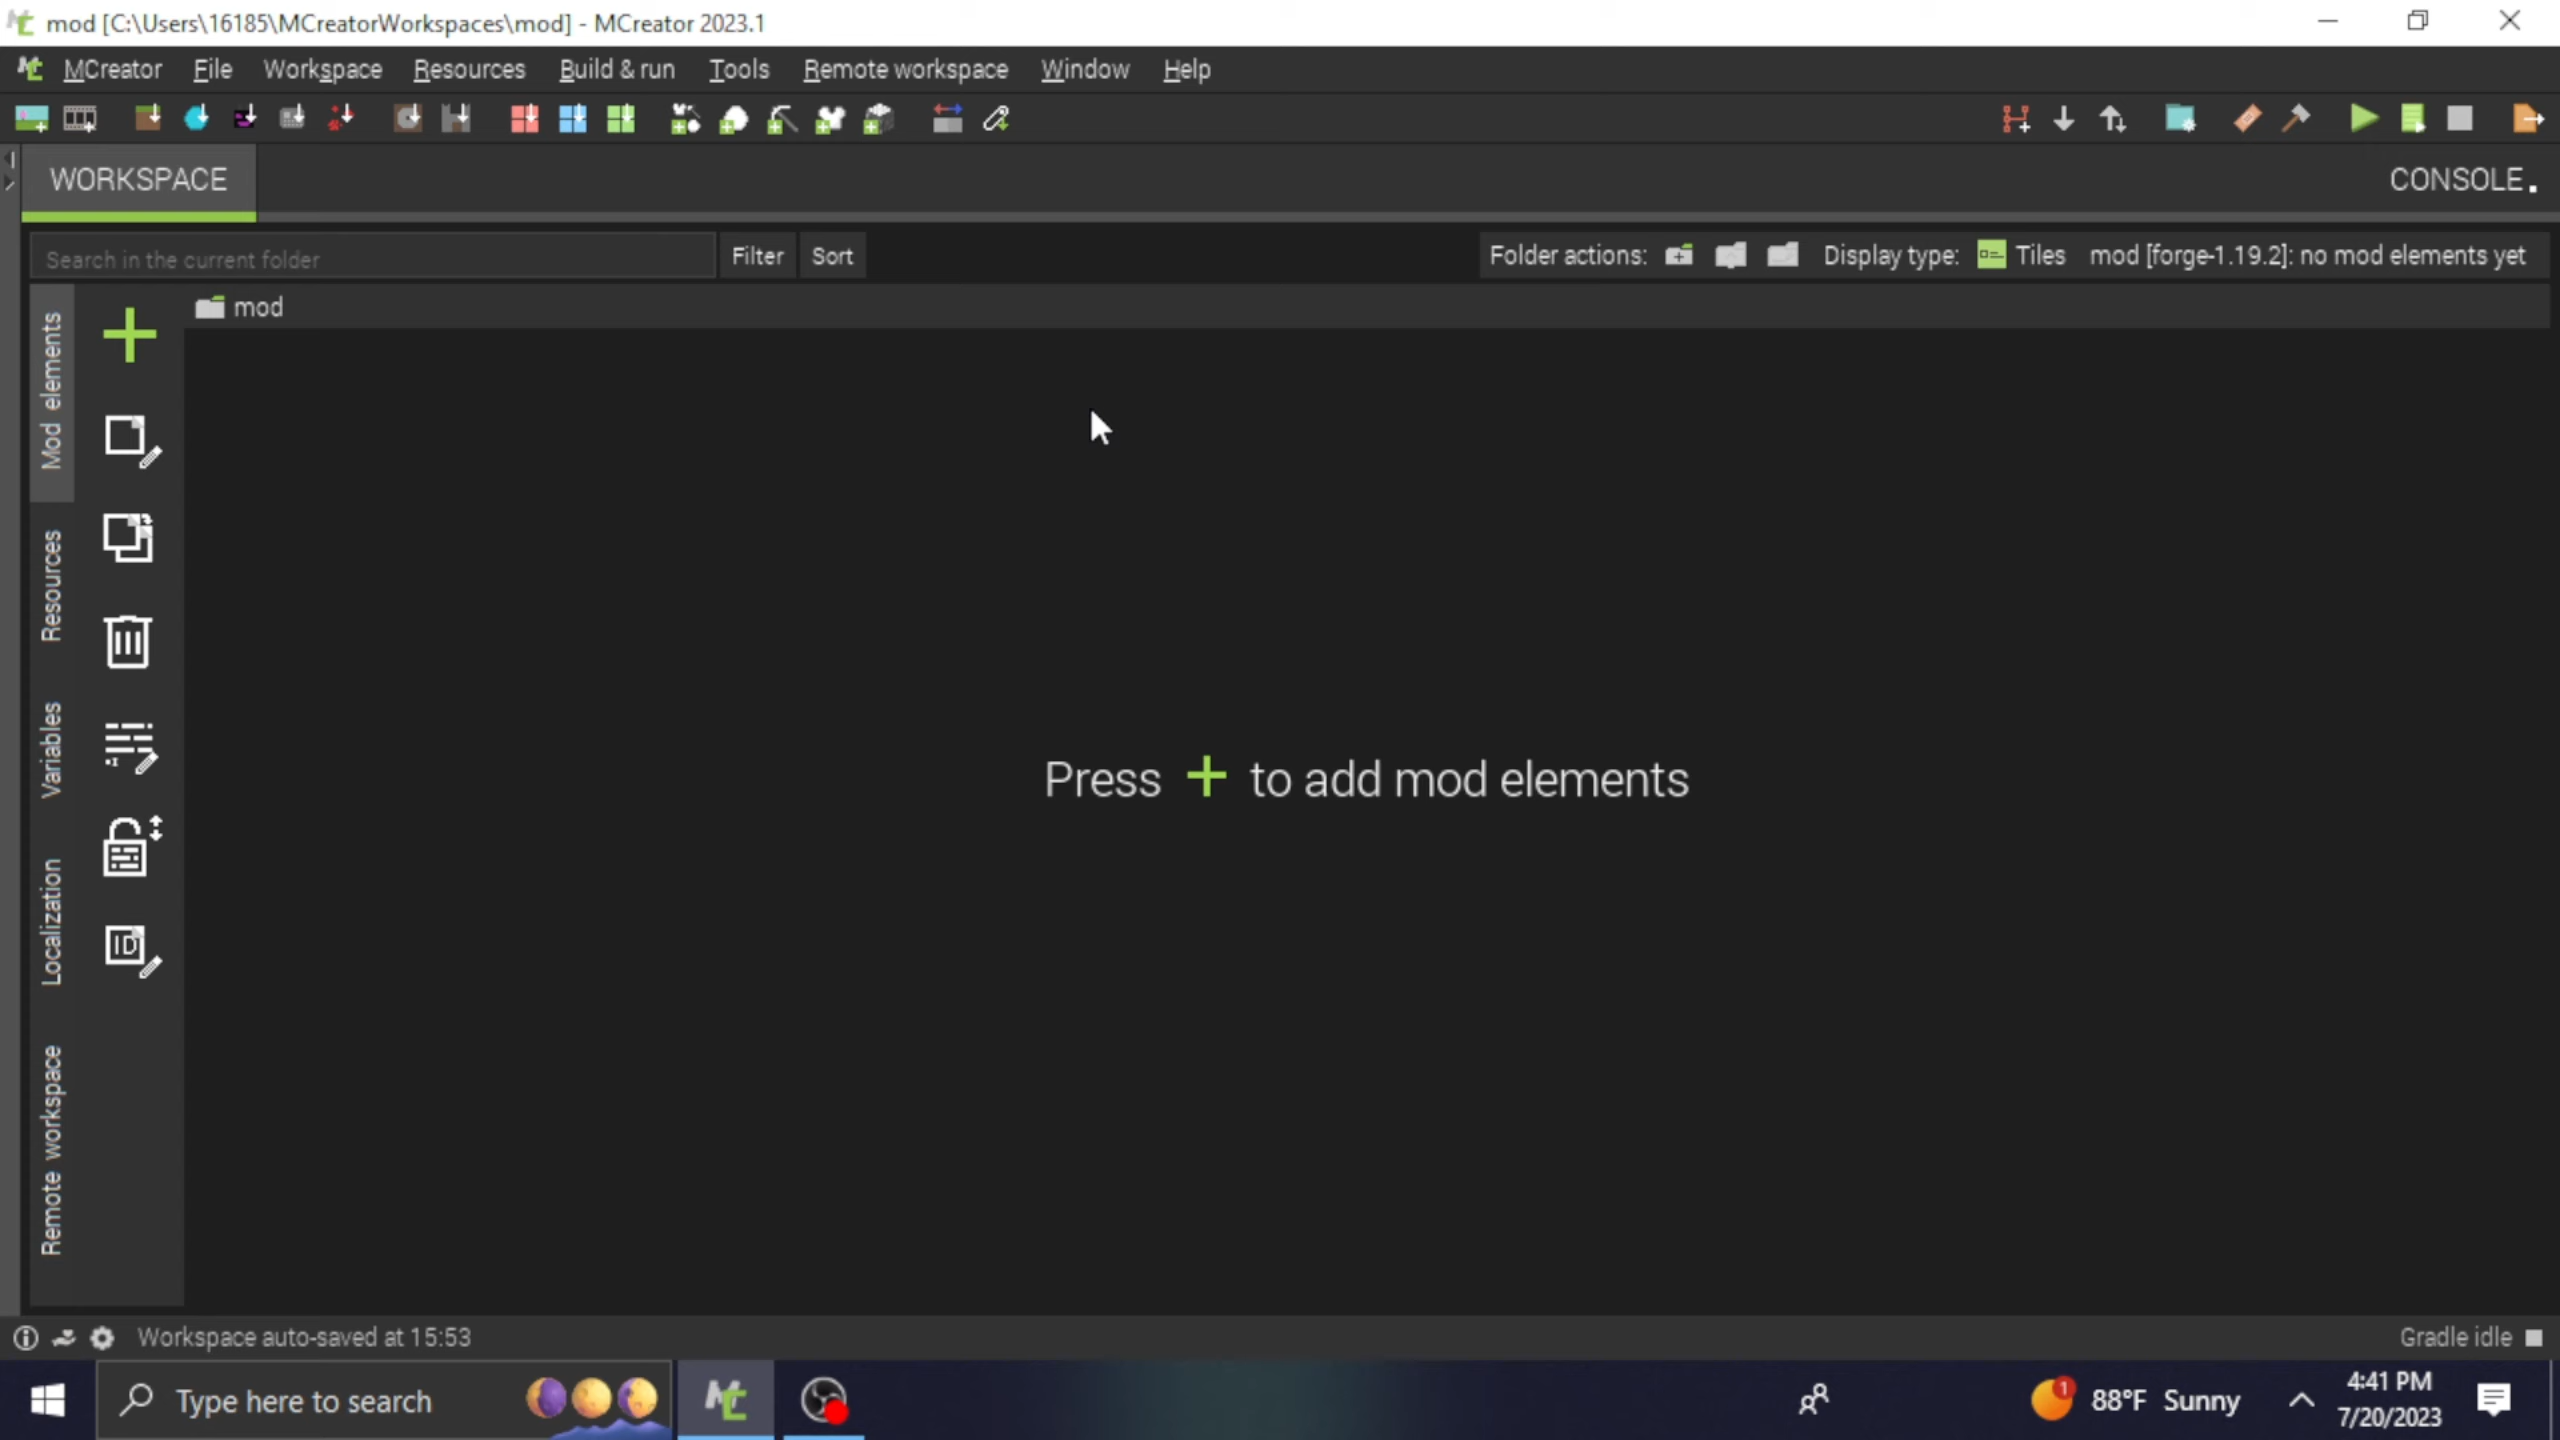 mod [C:\Users\16185\MCreatorWorkspaces\mod] - MCreator 2023.1
MCreator File Workspace Resources Build & run Tools Remote workspace Window Help
WORKSPACE
CONSOLE
Search in the current folder
Filter
Sort
Folder actions:
Display type:
Tiles
mod [forge-1.19.2]: no mod elements yet
mod
Mod elements
Resources
Variables
Localization
Remote workspace
ID
Press + to add mod elements
Workspace auto-saved at 15:53
Gradle idle
Type here to search
1
88°F Sunny
4:41 PM
7/20/2023